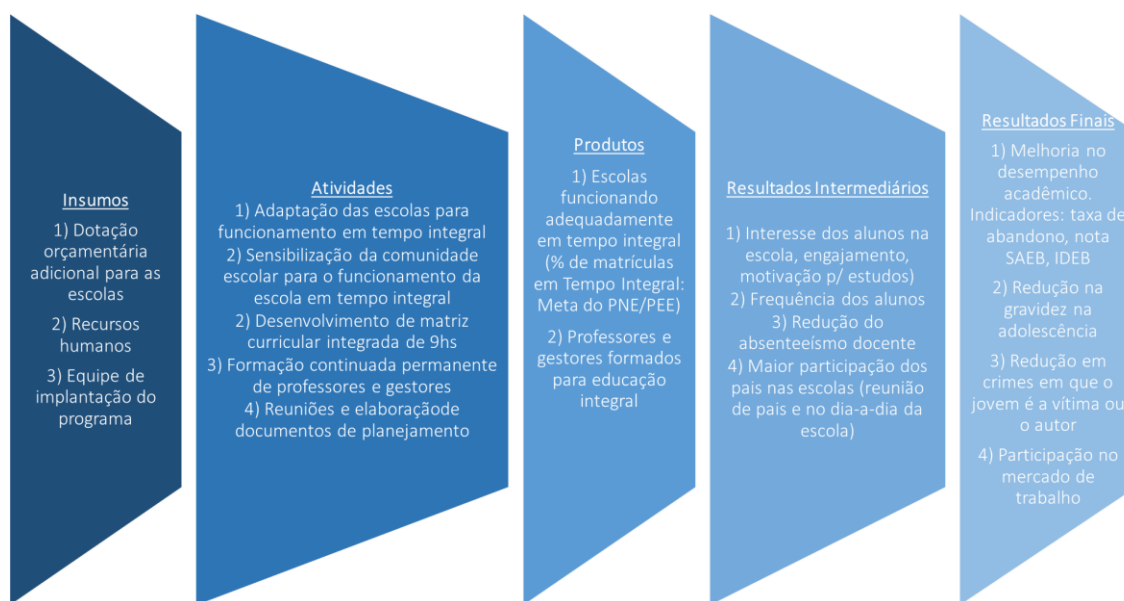 Insumos
1) Dotação
orçamentária
adicional para as
escolas
2) Recursos
humanos
3) Equipe de
implantação do
programa
Atividades
1) Adaptação das escolas para
funcionamento em tempo integral
2) Sensibilização da comunidade
escolar para o funcionamento da
escola em tempo integral
2) Desenvolvimento de matriz
curricular integrada de 9hs
3) Formação continuada permanente
de professores e gestores
4) Reuniões e elaboraçãode
documentos de planejamento
Produtos
1) Escolas
funcionando
adequadamente
em tempo integral
(% de matrículas
em Tempo Integral:
Meta do PNE/PEE)
2) Professores e
gestores formados
para educação
integral
Resultados Intermediários
1) Interesse dos alunos na
escola, engajamento,
motivação p/ estudos)
2) Frequência dos alunos
3) Redução do
absenteeísmo docente
4) Maior participação dos
pais nas escolas (reunião
de pais e no dia-a-dia da
escola)
Resultados Finais
1) Melhoria no
desempenho
acadêmico.
Indicadores: taxa de
abandono, nota
SAEB, IDEB
2) Redução na
gravidez na
adolescência
3) Redução em
crimes em que o
jovem é a vítima ou
o autor
4) Participação no
mercado de
trabalho